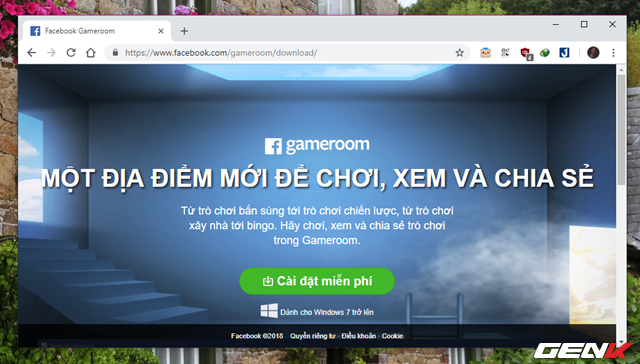 Facebook Gameroom
https://www.facebook.com/gameroom/download/
4
f gameroom
MỘT ĐỊA ĐIỂM MỚI ĐỂ CHƠI, XEM VÀ CHIA SẺ
Từ trò chơi bắn súng tới trò chơi chiến lược, từ trò chơi
xây nhà tới bingo. Hãy chơi, xem và chia sẻ trò chơi
trong Gameroom.
Cài đặt miễn phí
Dành cho Windows 7 trở lên
Facebook ©2018 Quyền riêng tư · Điều khoản · Cookie
GENK